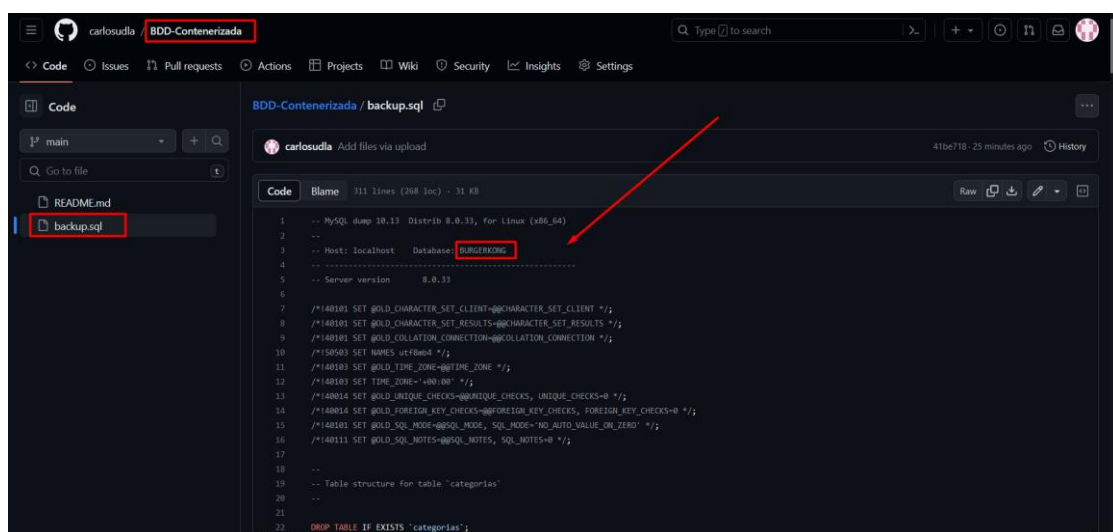 carlosudla / BDD-Contenerizada
Type / to search
Code Issues Pull requests Actions Projects Wiki Security Insights Settings
Code
main
Go to file t
README.md
backup.sql
BDD-Contenerizada / backup.sql
carlosudla Add files via upload 41be718 · 25 minutes ago History
Code Blame 311 lines (268 loc) · 31 KB Raw
1 -- MySQL dump 10.13 Distrib 8.0.33, for Linux (x86_64)
2 --
3 -- Host: localhost Database: BURGERKONG
4 -- ------------------------------------------------------
5 -- Server version 8.0.33
6
7 /*!40101 SET @OLD_CHARACTER_SET_CLIENT=@@CHARACTER_SET_CLIENT */;
8 /*!40101 SET @OLD_CHARACTER_SET_RESULTS=@@CHARACTER_SET_RESULTS */;
9 /*!40101 SET @OLD_COLLATION_CONNECTION=@@COLLATION_CONNECTION */;
10 /*!50503 SET NAMES utf8mb4 */;
11 /*!40103 SET @OLD_TIME_ZONE=@@TIME_ZONE */;
12 /*!40103 SET TIME_ZONE='+00:00' */;
13 /*!40014 SET @OLD_UNIQUE_CHECKS=@@UNIQUE_CHECKS, UNIQUE_CHECKS=0 */;
14 /*!40014 SET @OLD_FOREIGN_KEY_CHECKS=@@FOREIGN_KEY_CHECKS, FOREIGN_KEY_CHECKS=0 */;
15 /*!40101 SET @OLD_SQL_MODE=@@SQL_MODE, SQL_MODE='NO_AUTO_VALUE_ON_ZERO' */;
16 /*!40111 SET @OLD_SQL_NOTES=@@SQL_NOTES, SQL_NOTES=0 */;
17
18 --
19 -- Table structure for table `categorias`
20 --
21
22 DROP TABLE IF EXISTS `categorias`;